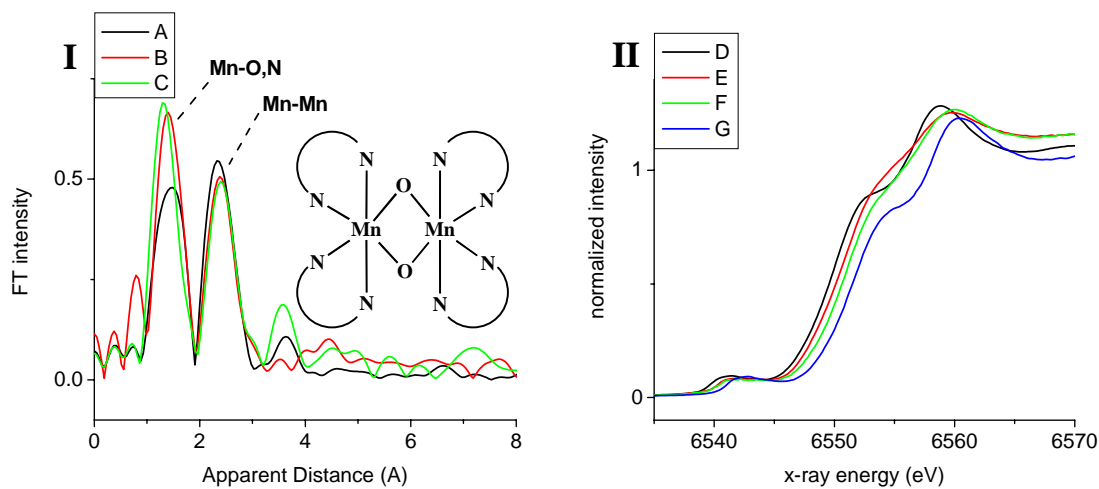 I
A
B
C
Mn-O,N
Mn-Mn
0.5
0.0
FT intensity
0
2
4
6
8
Apparent Distance (A)
N N
O
N N
Mn Mn
N N
O
N N
II
D
E
F
G
1
0
normalized intensity
6540
6550
6560
6570
x-ray energy (eV)